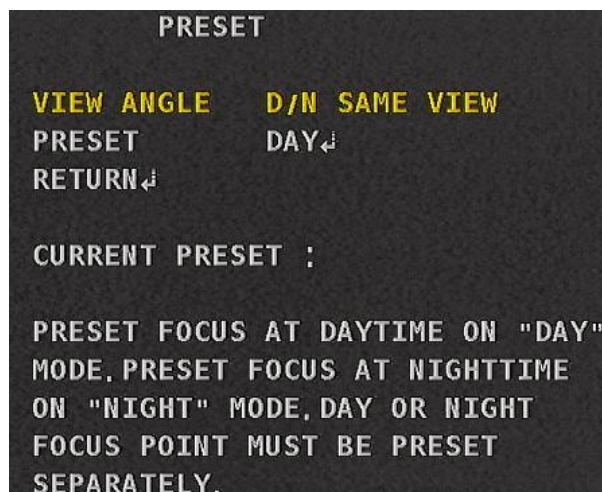 PRESET
VIEW ANGLE D/N SAME VIEW
PRESET DAY↲
RETURN↲
CURRENT PRESET :
PRESET FOCUS AT DAYTIME ON "DAY"
MODE.PRESET FOCUS AT NIGHTTIME
ON "NIGHT" MODE.DAY OR NIGHT
FOCUS POINT MUST BE PRESET
SEPARATELY.